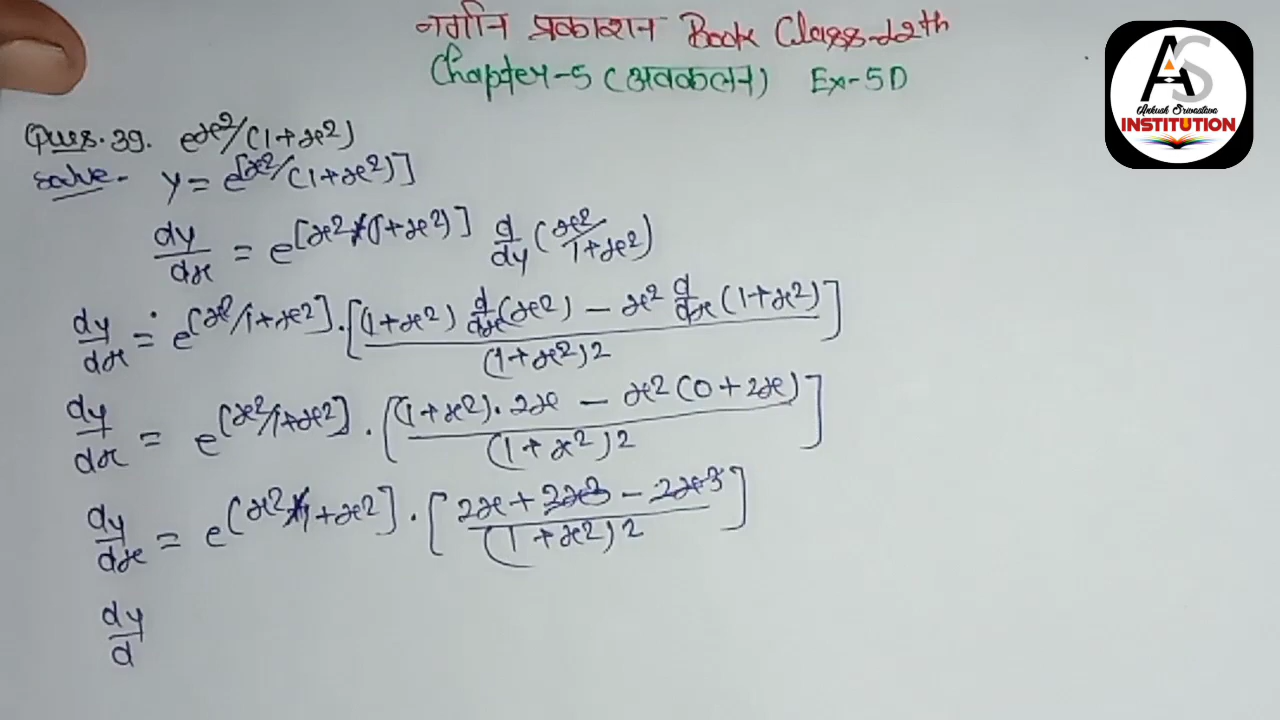 नगीन प्रकाशन Book Class-12th
Chapter-5 (अवकलन) Ex-5D
AS
Ankush Srivastava
INSTITUTION
Ques.39. e^x²/(1+x²)
Solve- y = e^[x²/(1+x²)]
dy/dx = e^[x²/(1+x²)] d/dy (x²/1+x²)
dy/dx = e^[x²/1+x²] . [(1+x²) d/dx (x²) - x² d/dx (1+x²) / (1+x²)2]
dy/dx = e^[x²/1+x²] . [(1+x²).2x - x² (0+2x) / (1+x²)2]
dy/dx = e^[x²/1+x²] . [2x + 2x3 - 2x3 / (1+x²)2]
dy/d